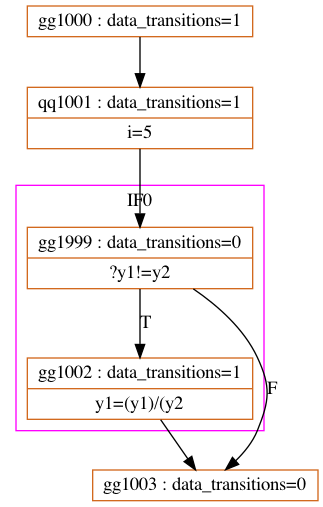 gg1000 : data_transitions=1
qq1001 : data_transitions=1
i=5
IF0
gg1999 : data_transitions=0
?y1!=y2
T
F
gg1002 : data_transitions=1
y1=(y1)/(y2
gg1003 : data_transitions=0